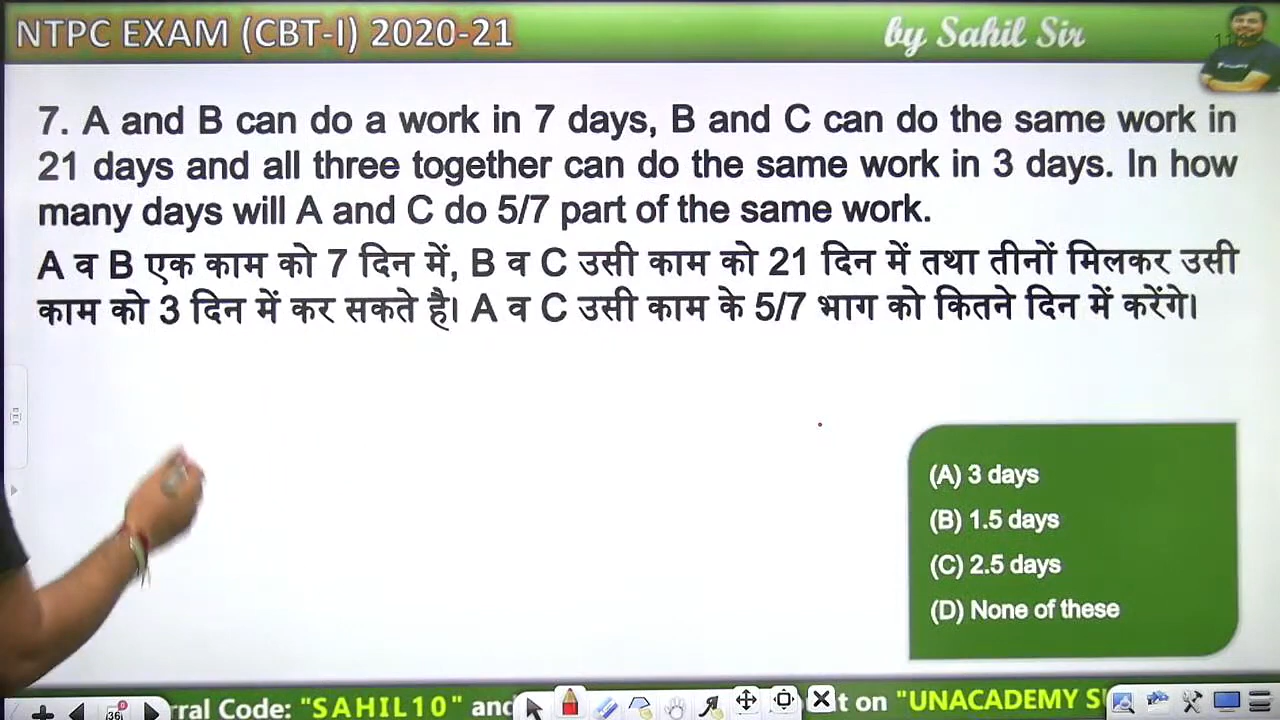 NTPC EXAM (CBT-I) 2020-21
by Sahil Sir
7. A and B can do a work in 7 days, B and C can do the same work in
21 days and all three together can do the same work in 3 days. In how
many days will A and C do 5/7 part of the same work.
A व B एक काम को 7 दिन में, B व C उसी काम को 21 दिन में तथा तीनों मिलकर उसी
काम को 3 दिन में कर सकते है। A व C उसी काम के 5/7 भाग को कितने दिन में करेंगे।
(A) 3 days
(B) 1.5 days
(C) 2.5 days
(D) None of these
rral Code: "SAHIL10" and
t on "UNACADEMY S
36